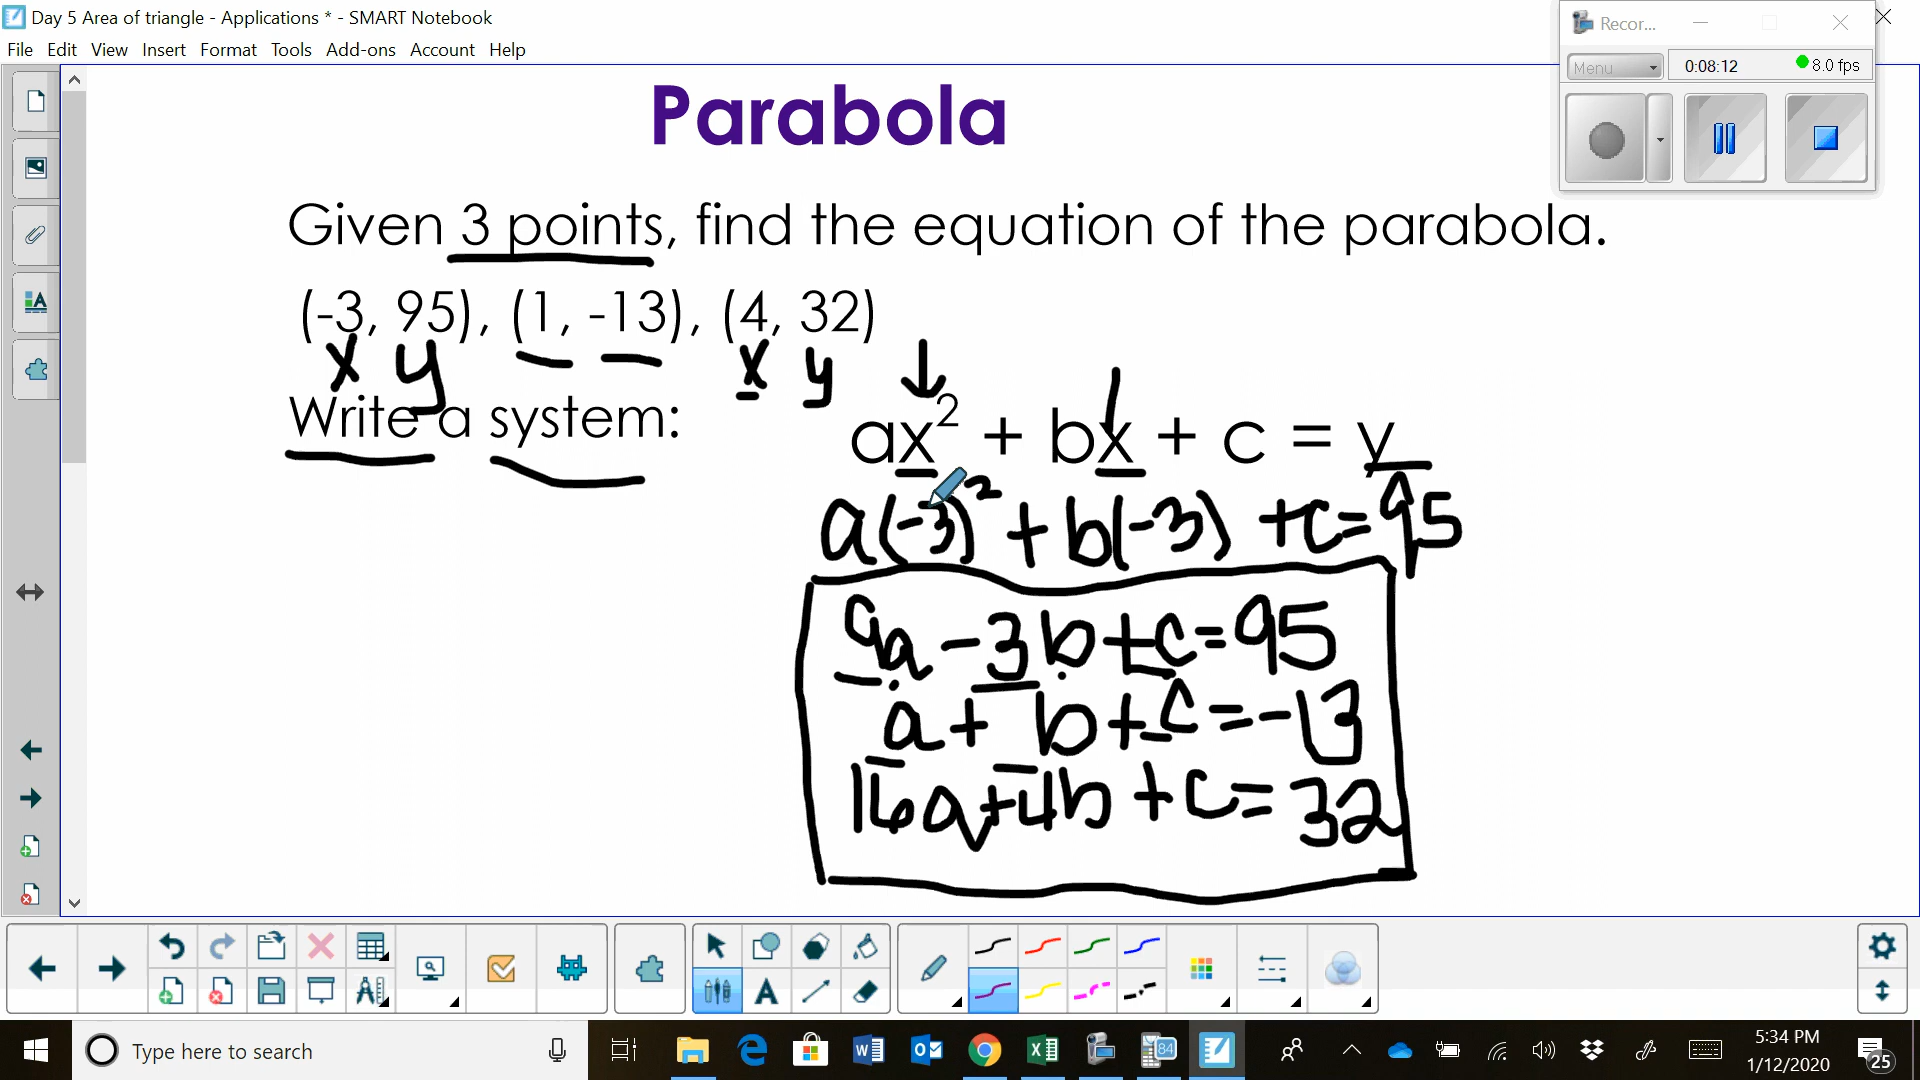 Day 5 Area of triangle - Applications * - SMART Notebook
File Edit View Insert Format Tools Add-ons Account Help
Recor...
Menu
0:08:12
8.0 fps
Parabola
Given 3 points, find the equation of the parabola.
(-3, 95), (1, -13), (4, 32)
x y x y
Write a system:
ax² + bx + c = y
a(-3)² + b(-3) + c = 95
9a - 3b + c = 95
a + b + c = -13
16a + 4b + c = 32
Type here to search
84
5:34 PM
1/12/2020
25